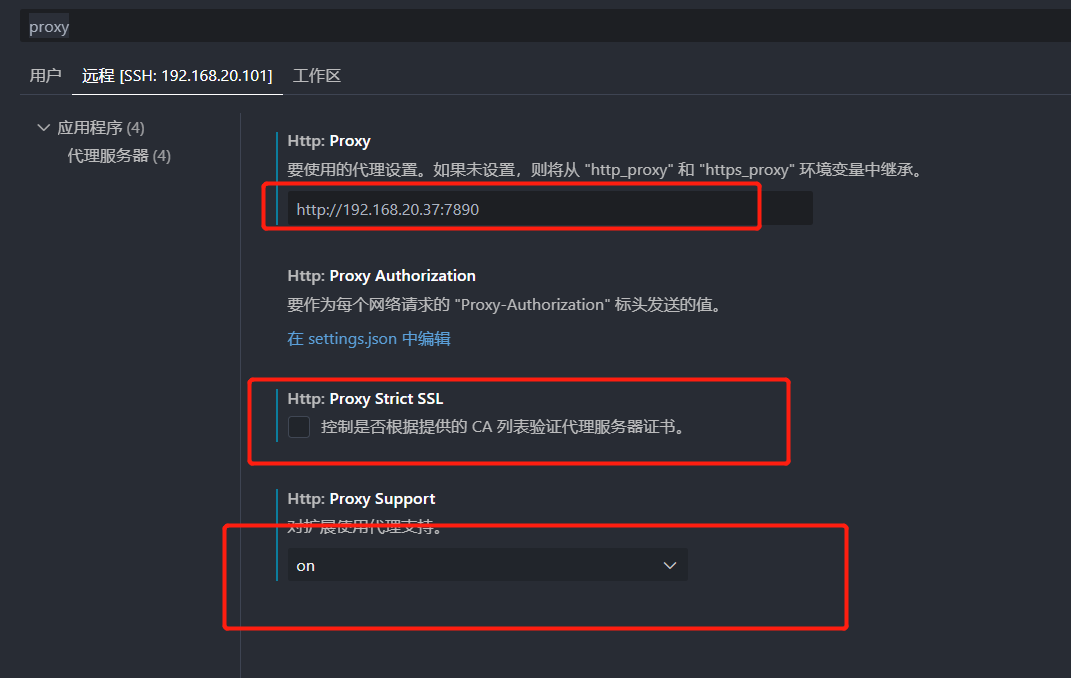 proxy
用户 远程 [SSH: 192.168.20.101] 工作区
应用程序 (4)
代理服务器 (4)
Http: Proxy
要使用的代理设置。如果未设置，则将从 "http_proxy" 和 "https_proxy" 环境变量中继承。
http://192.168.20.37:7890
Http: Proxy Authorization
要作为每个网络请求的 "Proxy-Authorization" 标头发送的值。
在 settings.json 中编辑
Http: Proxy Strict SSL
控制是否根据提供的 CA 列表验证代理服务器证书。
Http: Proxy Support
对扩展使用代理支持。
on